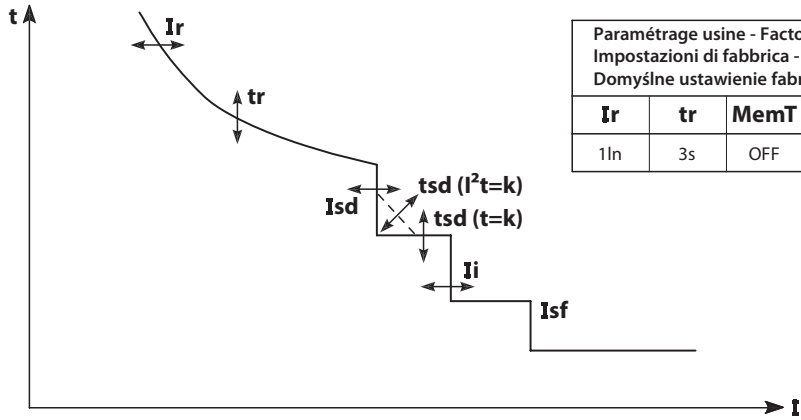 t
Ir
tr
Isd
tsd (I²t=k)
tsd (t=k)
Ii
Isf
I
Paramétrage usine - Facto
Impostazioni di fabbrica -
Domyślne ustawienie fabr
Ir tr MemT
1In 3s OFF